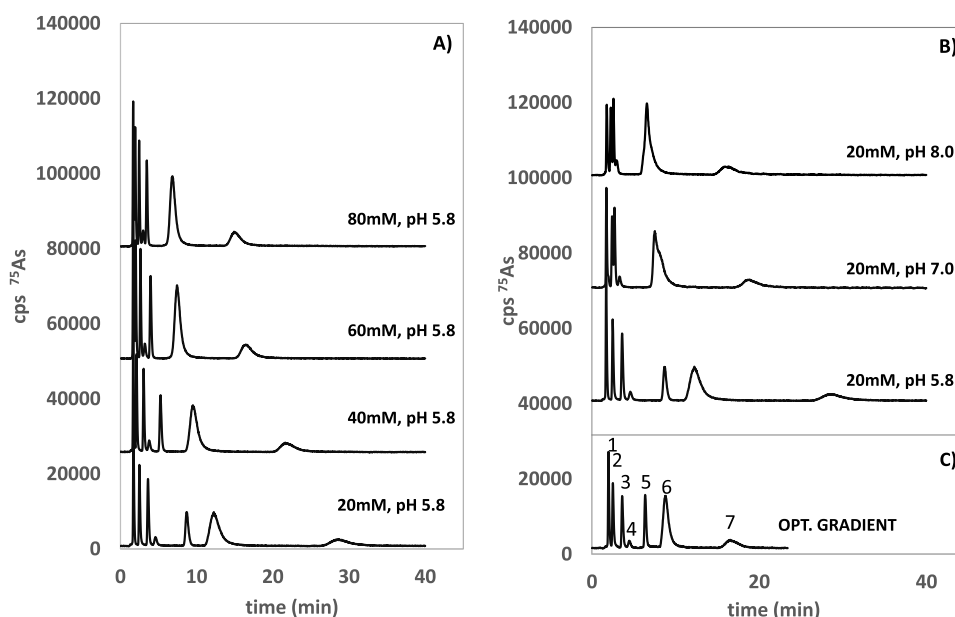 140000
A)
120000
100000
80mM, pH 5.8
80000
60mM, pH 5.8
60000
40mM, pH 5.8
40000
20mM, pH 5.8
20000
0
cps ⁷⁵As
0 10 20 30 40
time (min)
140000
B)
120000
20mM, pH 8.0
100000
20mM, pH 7.0
80000
60000
20mM, pH 5.8
40000
cps ⁷⁵As
C)
1
2
3
4
5
6
7
20000
OPT. GRADIENT
0
0 20 40
time (min)